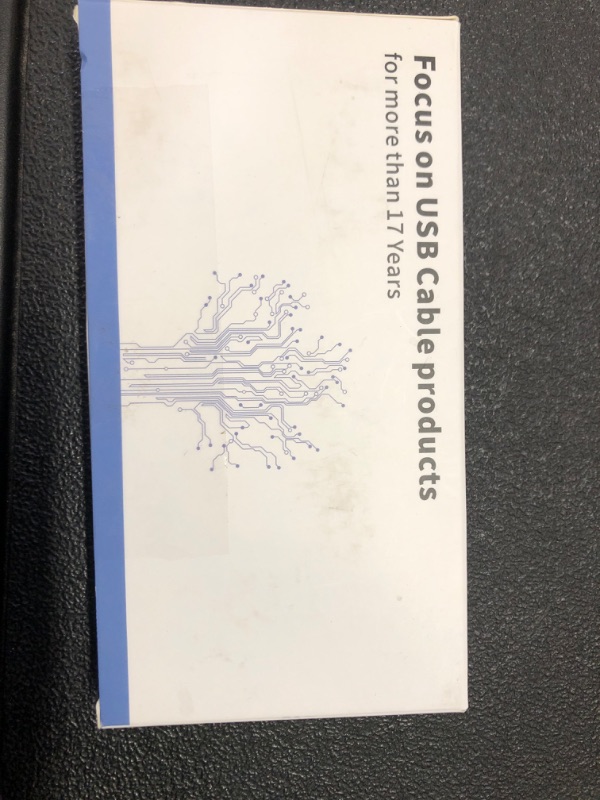 Focus on USB Cable products
for more than 17 Years